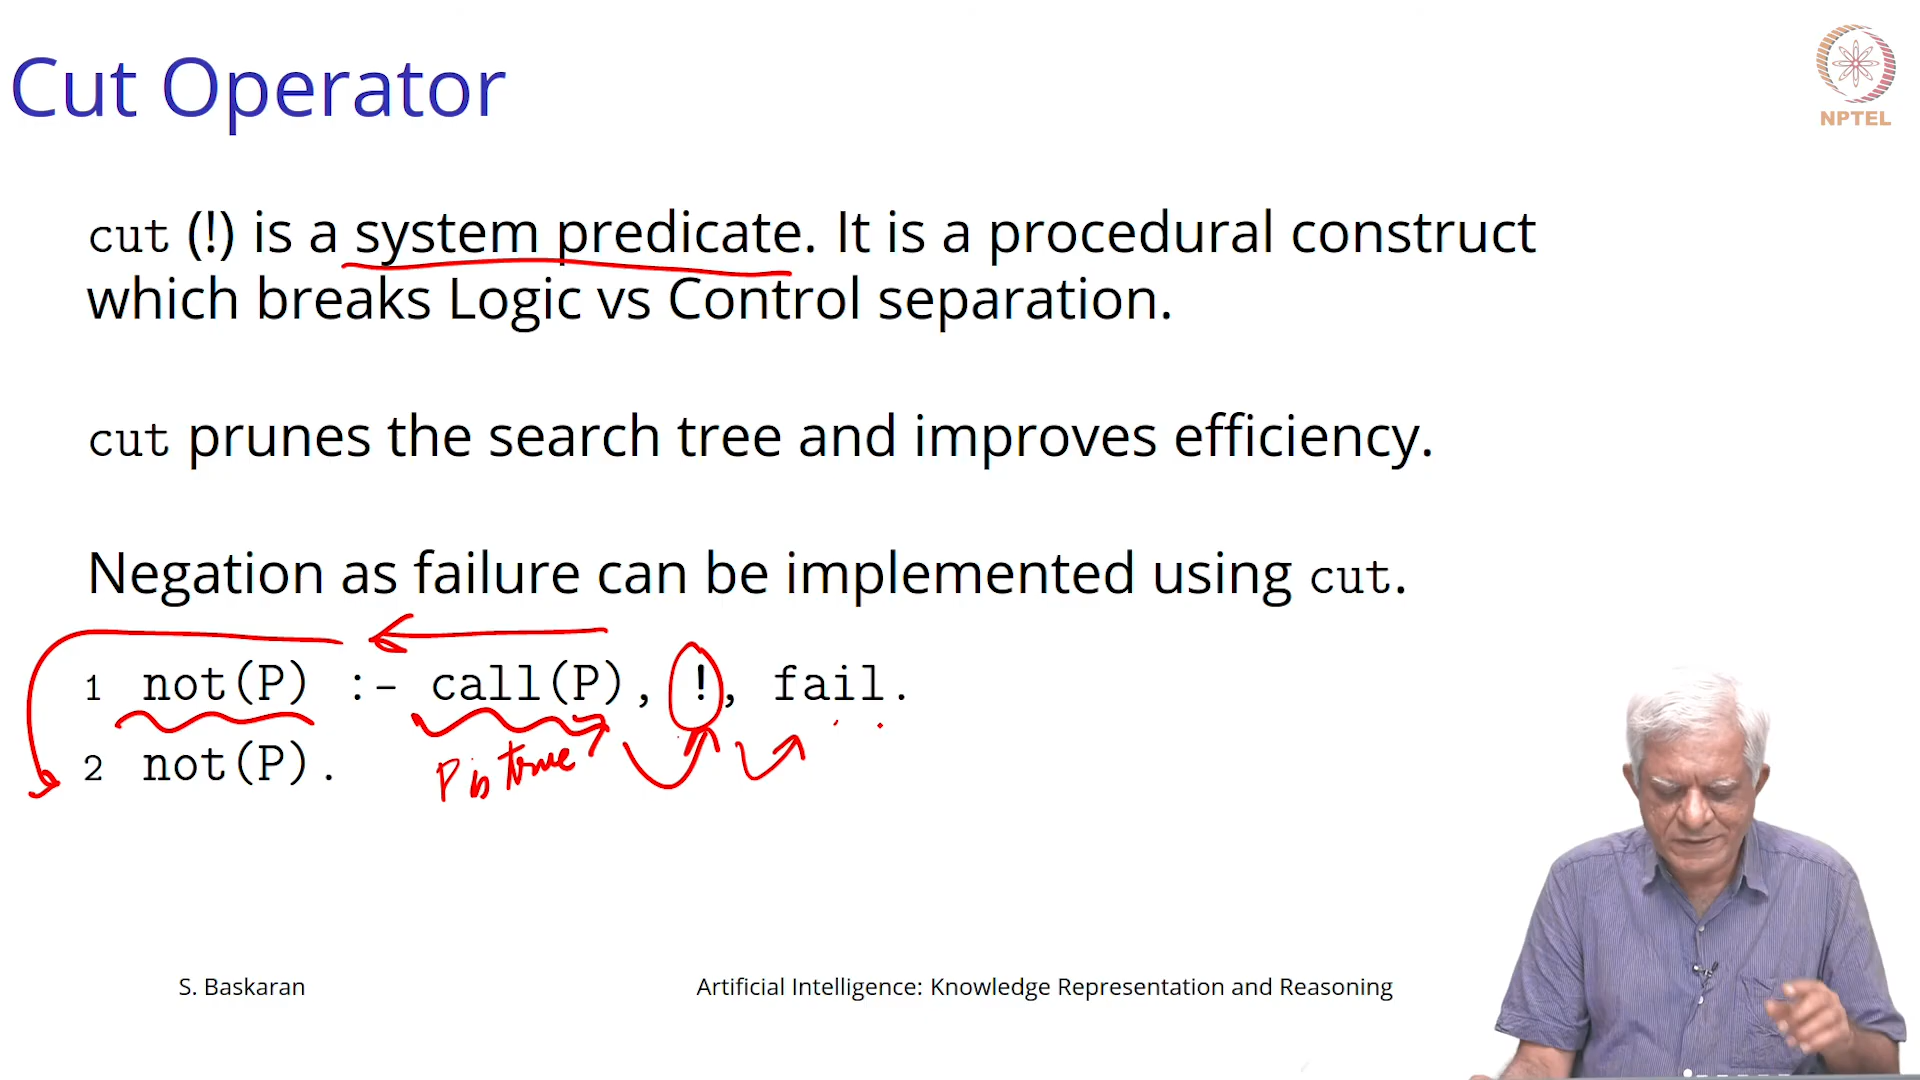 Cut Operator
NPTEL
cut (!) is a system predicate. It is a procedural construct
which breaks Logic vs Control separation.
cut prunes the search tree and improves efficiency.
Negation as failure can be implemented using cut.
1 not(P) :- call(P), !, fail.
2 not(P).
P is true
S. Baskaran
Artificial Intelligence: Knowledge Representation and Reasoning